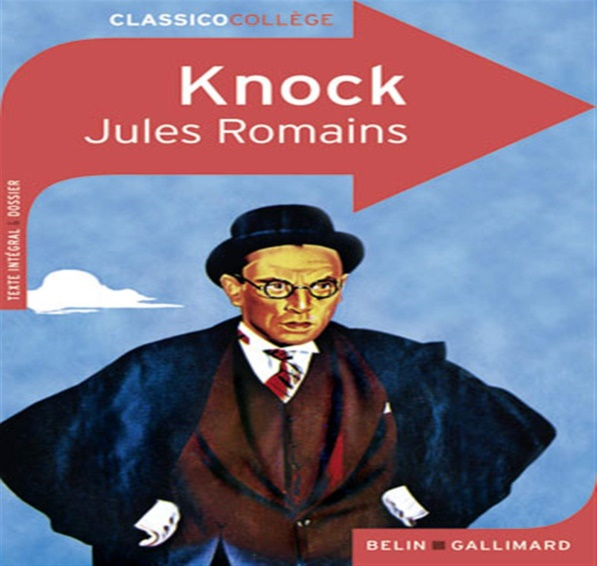 CLASSICOCOLLÈGE
Knock
Jules Romains
TEXTE INTÉGRAL & DOSSIER
BELIN ■ GALLIMARD